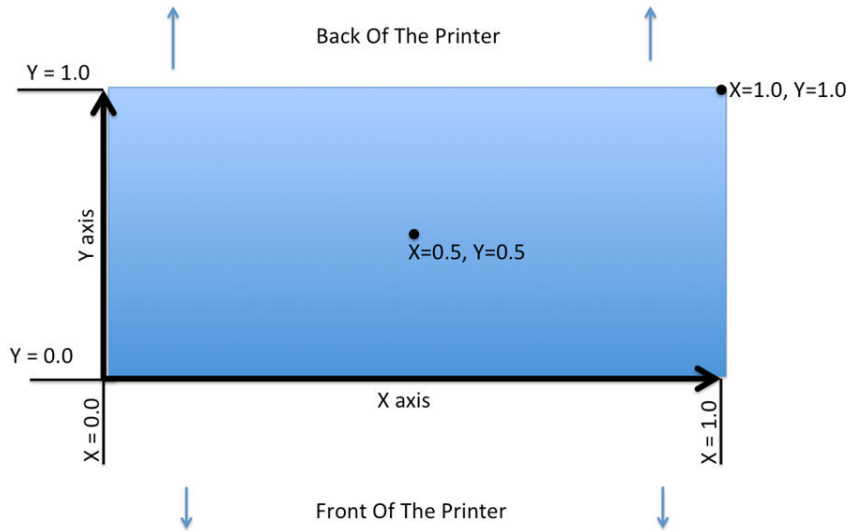 Back Of The Printer
Y = 1.0
X=1.0, Y=1.0
Y axis
X=0.5, Y=0.5
Y = 0.0
X axis
X = 0.0
X = 1.0
Front Of The Printer